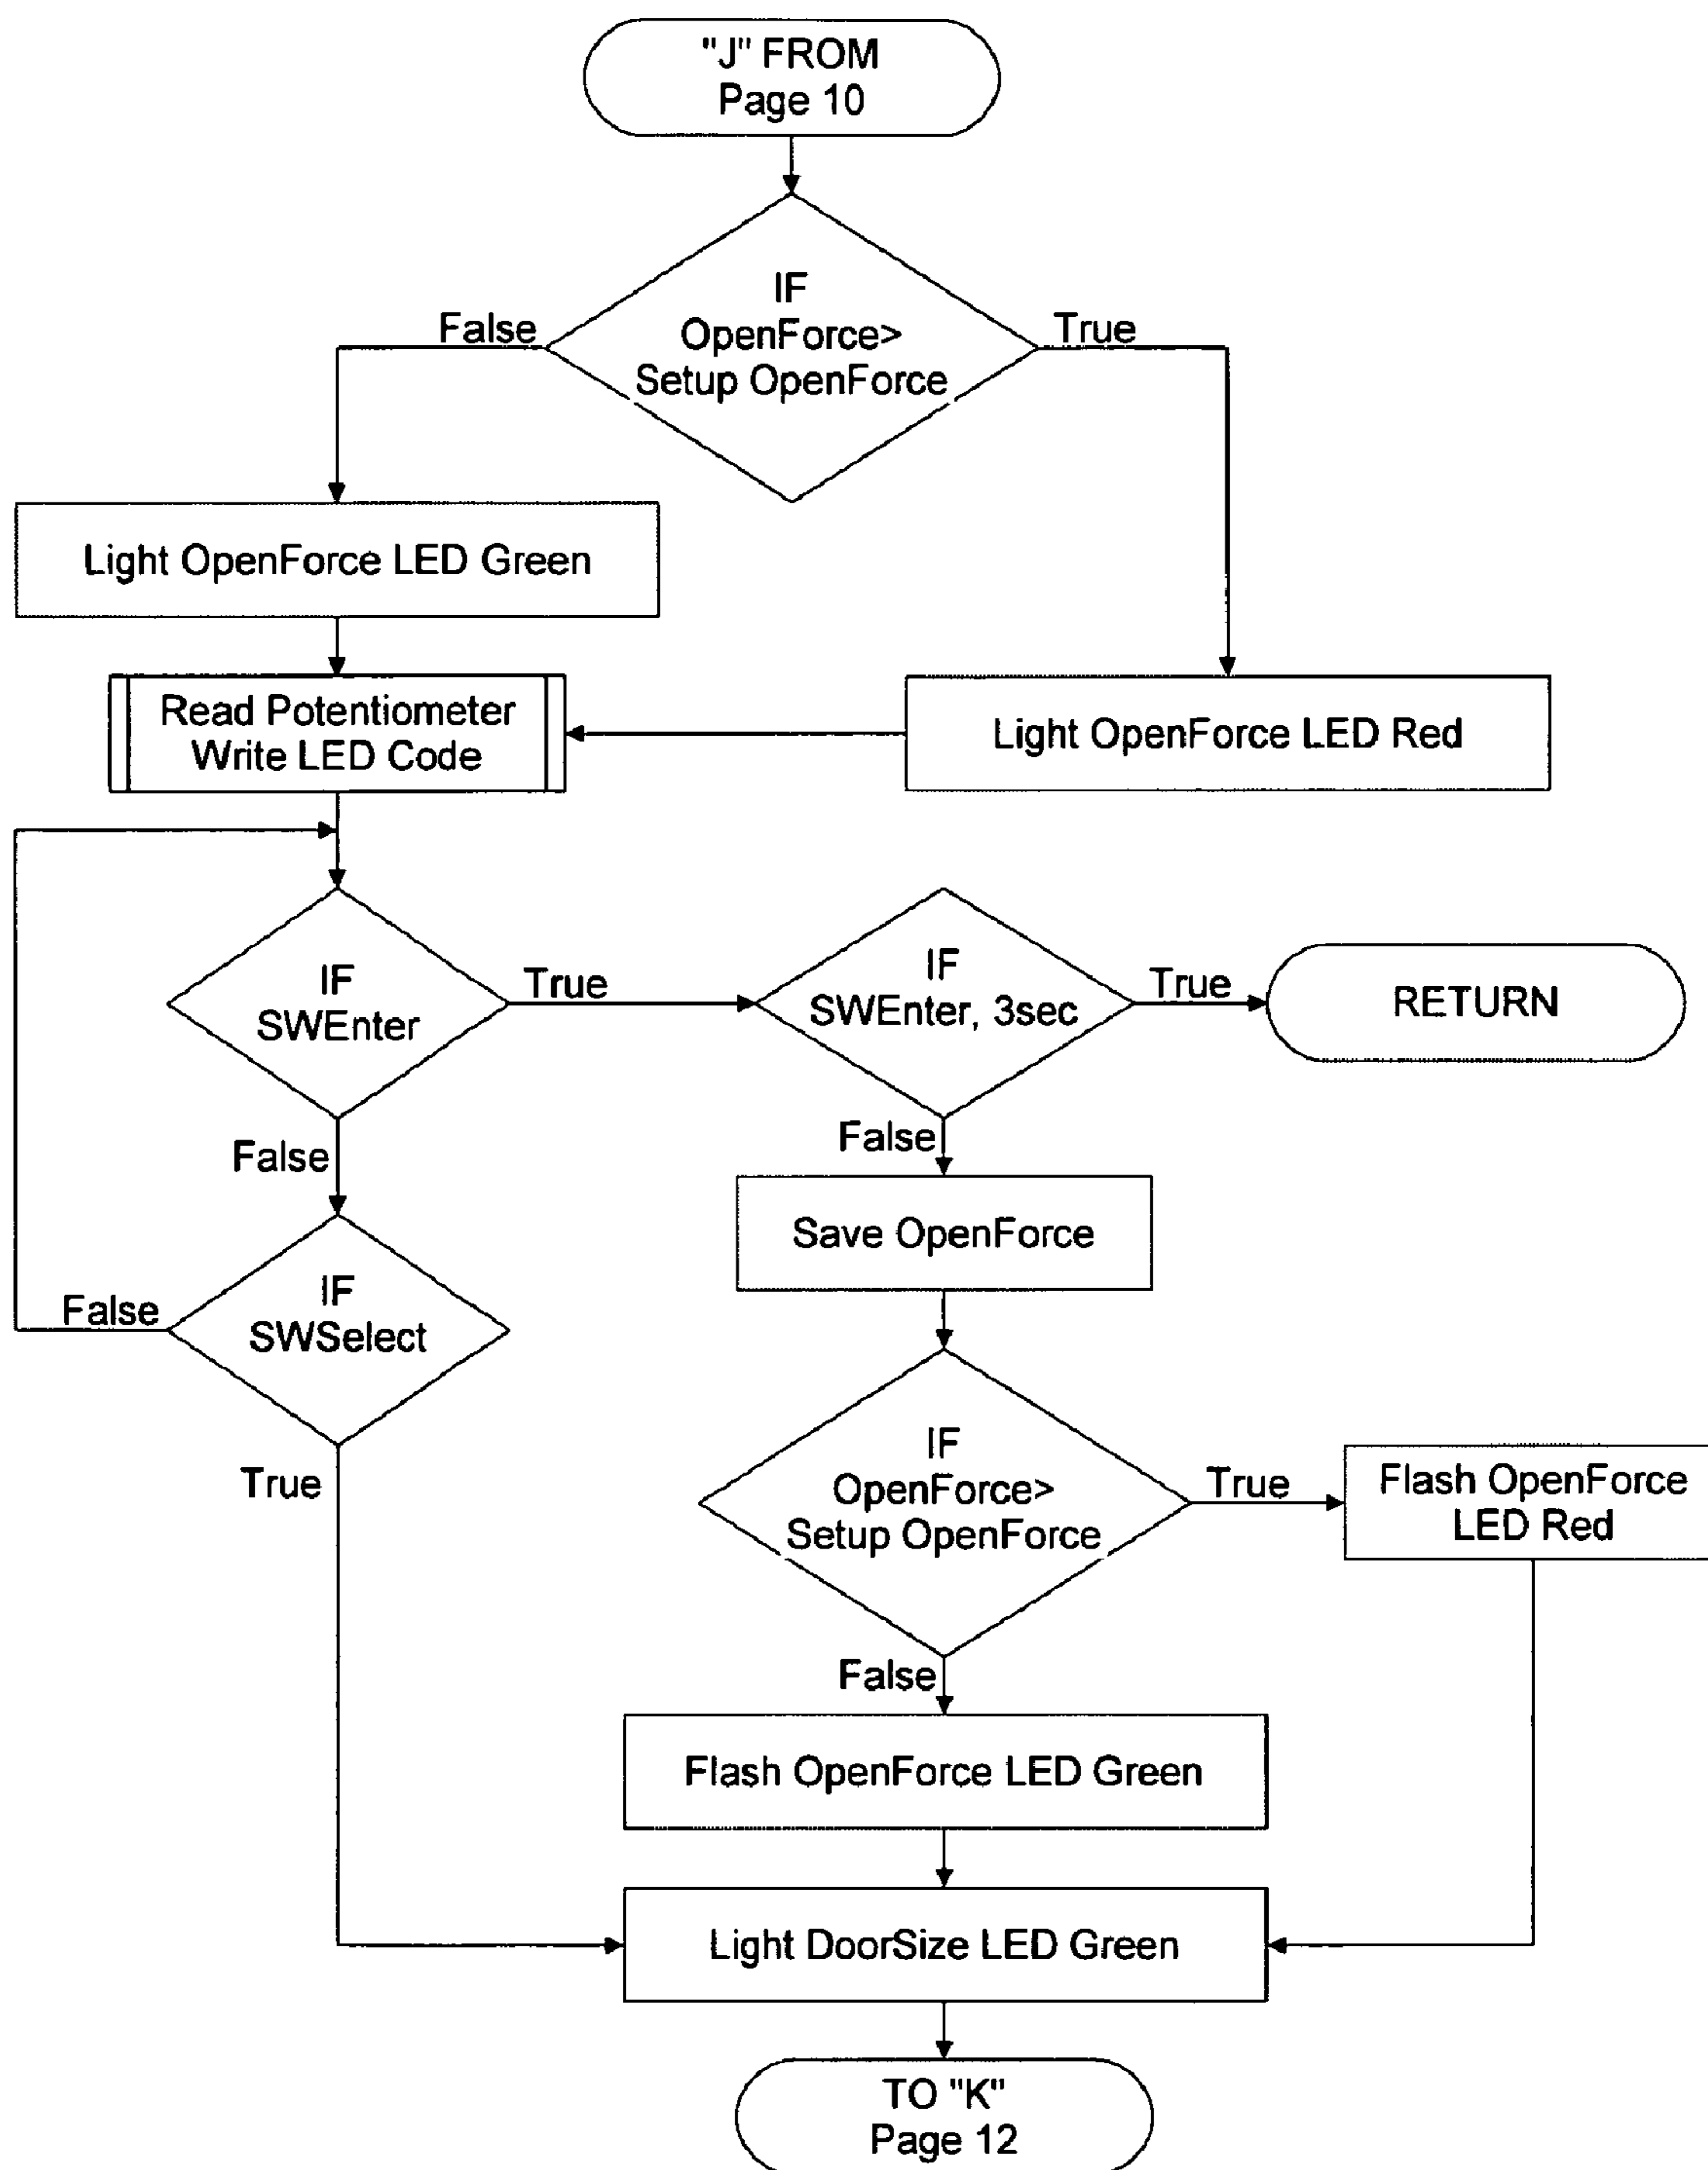 "J" FROM
Page 10
IF
OpenForce>
Setup OpenForce
False
True
Light OpenForce LED Green
Read Potentiometer
Write LED Code
Light OpenForce LED Red
IF
SWEnter
True
IF
SWEnter, 3sec
True
RETURN
False
False
Save OpenForce
IF
SWSelect
False
True
IF
OpenForce>
Setup OpenForce
True
Flash OpenForce
LED Red
False
Flash OpenForce LED Green
Light DoorSize LED Green
TO "K"
Page 12